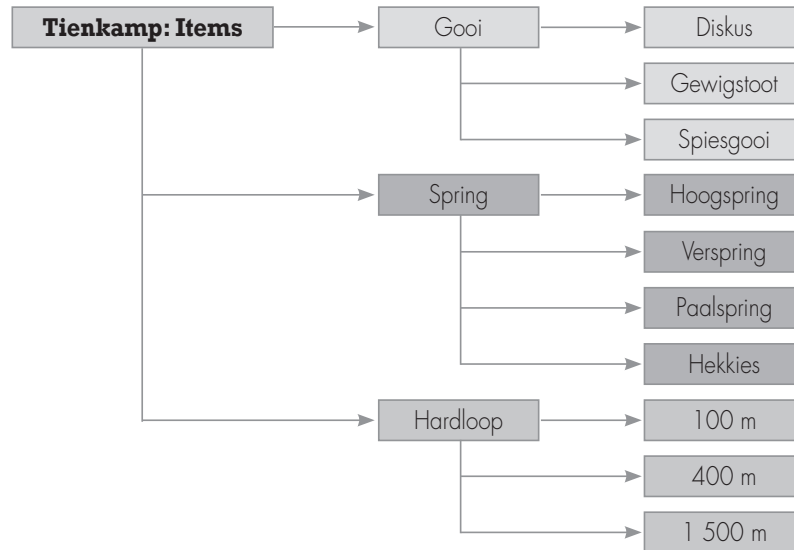 Tienkamp: Items
Gooi
Diskus
Gewigstoot
Spiesgooi
Spring
Hoogspring
Verspring
Paalspring
Hekkies
Hardloop
100 m
400 m
1 500 m